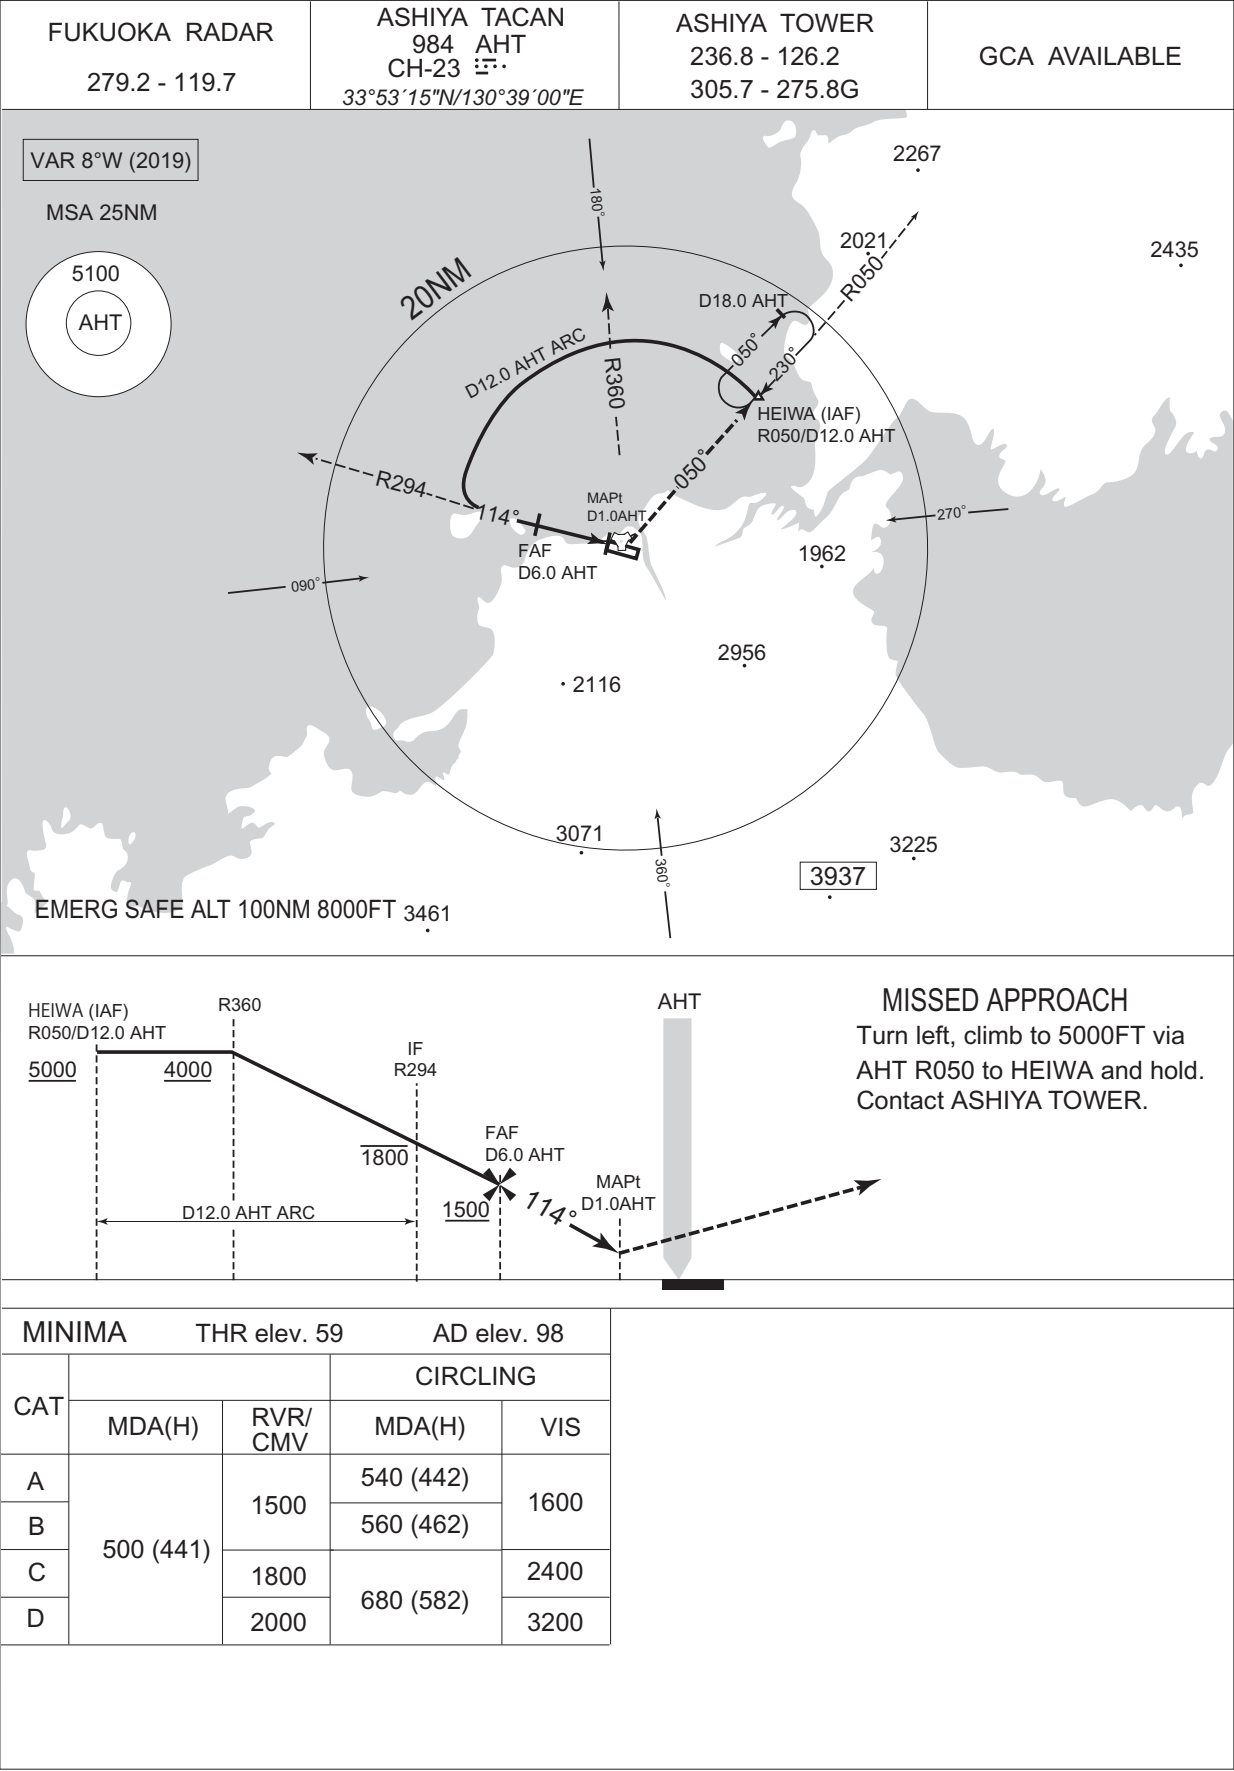 FUKUOKA RADAR
279.2 - 119.7
ASHIYA TACAN
984 AHT
CH-23
33°53´15"N/130°39´00"E
ASHIYA TOWER
236.8 - 126.2
305.7 - 275.8G
GCA AVAILABLE
VAR 8°W (2019)
MSA 25NM
5100
AHT
20NM
180°
2267
2021
R050
2435
D18.0 AHT
050°
230°
D12.0 AHT ARC
R360
HEIWA (IAF)
R050/D12.0 AHT
R294
050°
MAPt
D1.0AHT
114°
FAF
D6.0 AHT
270°
1962
090°
2956
2116
3071
360°
3225
3937
EMERG SAFE ALT 100NM 8000FT
3461
HEIWA (IAF)
R050/D12.0 AHT
R360
5000
4000
IF
R294
1800
FAF
D6.0 AHT
1500
114°
MAPt
D1.0AHT
D12.0 AHT ARC
AHT
MISSED APPROACH
Turn left, climb to 5000FT via
AHT R050 to HEIWA and hold.
Contact ASHIYA TOWER.
MINIMA THR elev. 59 AD elev. 98
CAT
CIRCLING
MDA(H)
RVR/
CMV
MDA(H)
VIS
A
B
C
D
500 (441)
1500
1800
2000
540 (442)
560 (462)
680 (582)
1600
2400
3200